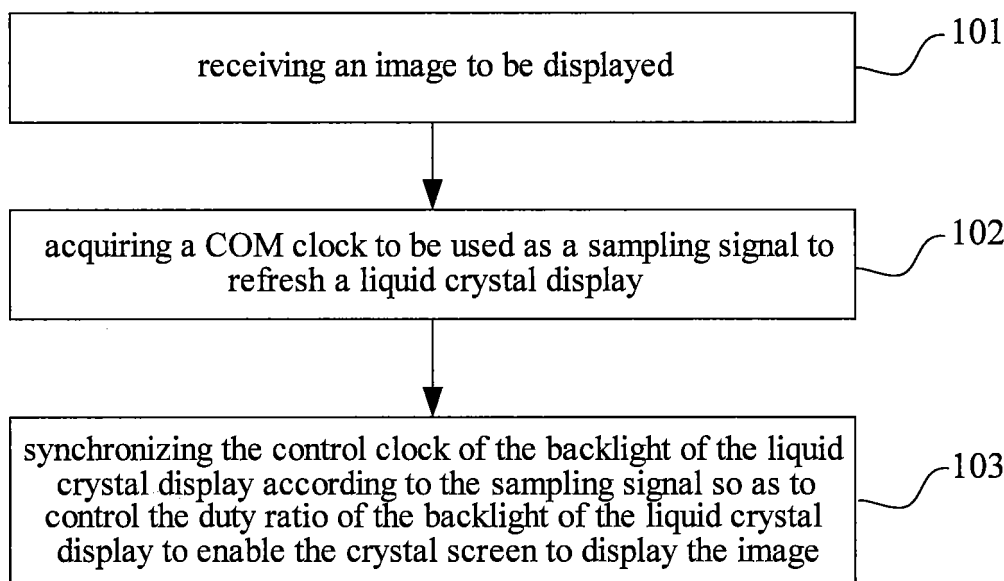 receiving an image to be displayed
101
acquiring a COM clock to be used as a sampling signal to
refresh a liquid crystal display
102
synchronizing the control clock of the backlight of the liquid
crystal display according to the sampling signal so as to
control the duty ratio of the backlight of the liquid crystal
display to enable the crystal screen to display the image
103